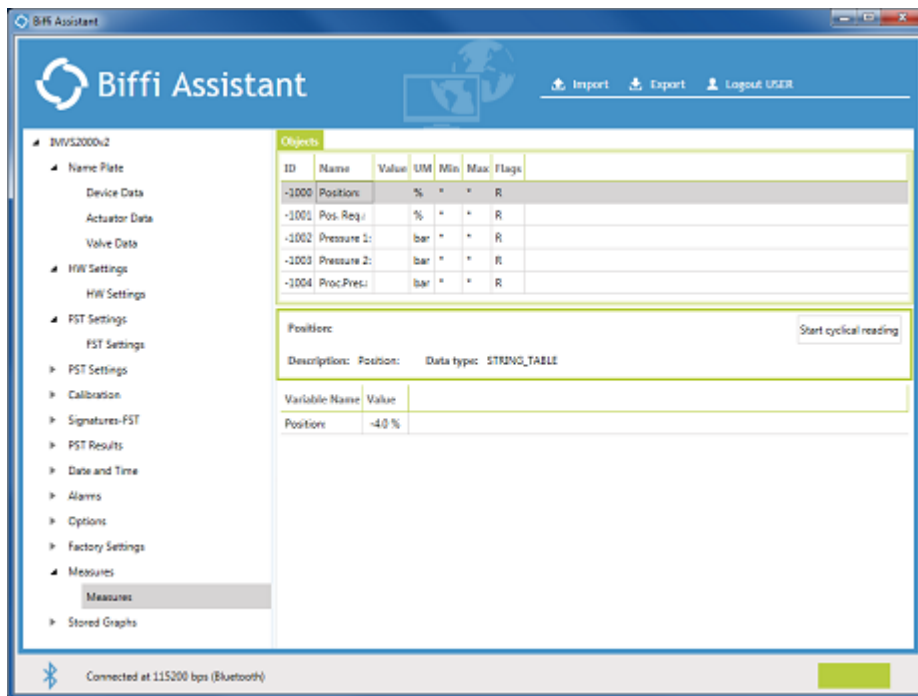 Biffi Assistant
Biffi Assistant
Import Export Logout USER
IMVS2000v2
Name Plate
Device Data
Actuator Data
Valve Data
HW Settings
HW Settings
FST Settings
FST Settings
PST Settings
Calibration
Signatures-FST
PST Results
Date and Time
Alarms
Options
Factory Settings
Measures
Measures
Stored Graphs
Objects
ID Name Value UM Min Max Flags
-1000 Position: % * * R
-1001 Pos. Req.: % * * R
-1002 Pressure 1: bar * * R
-1003 Pressure 2: bar * * R
-1004 Proc.Pres.: bar * * R
Position:
Start cyclical reading
Description: Position: Data type: STRING_TABLE
Variable Name Value
Position: -4.0 %
Connected at 115200 bps (Bluetooth)